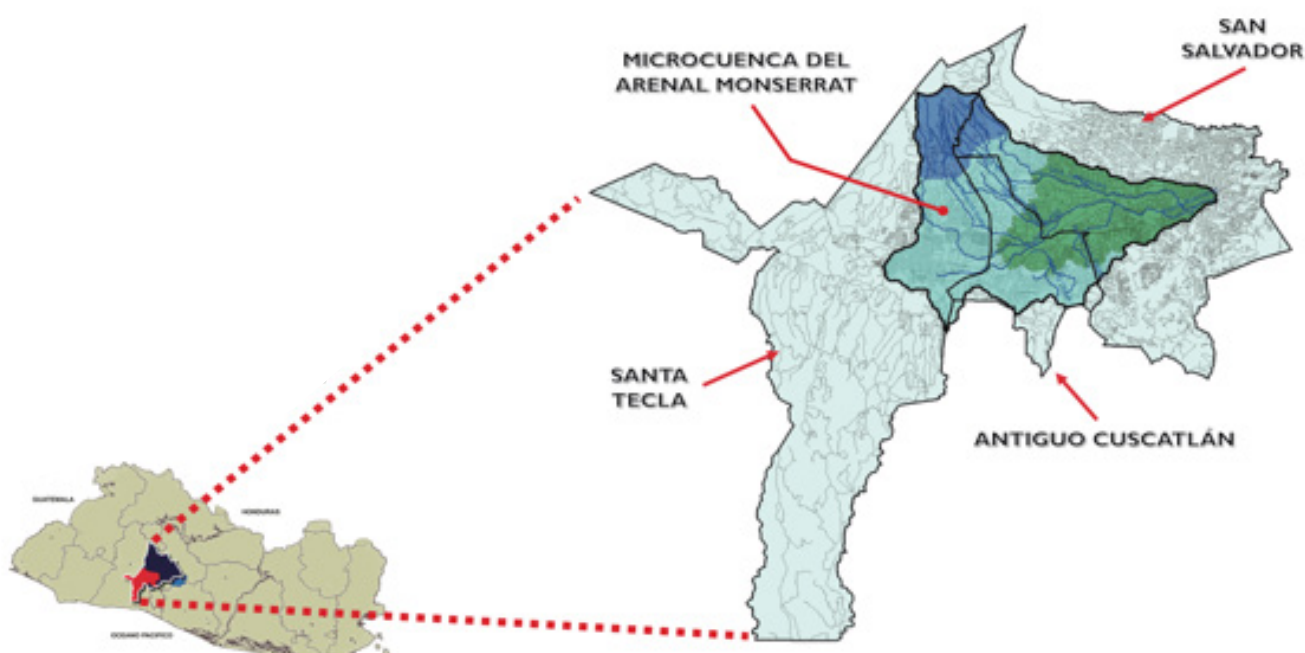 SAN
SALVADOR
MICROCUENCA DEL
ARENAL MONSERRAT
SANTA
TECLA
ANTIGUO CUSCATLÁN
GUATEMALA
HONDURAS
OCEANO PACIFICO